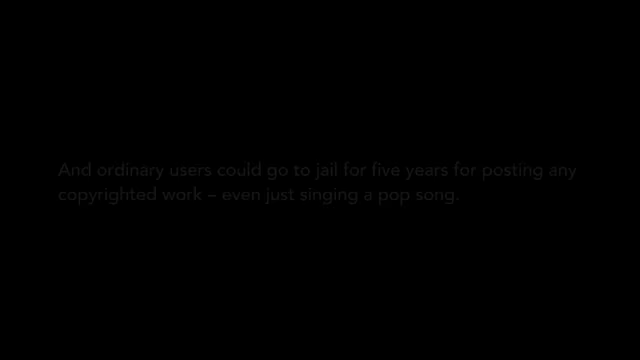 And ordinary users could go to jail for five years for posting any
copyrighted work – even just singing a pop song.